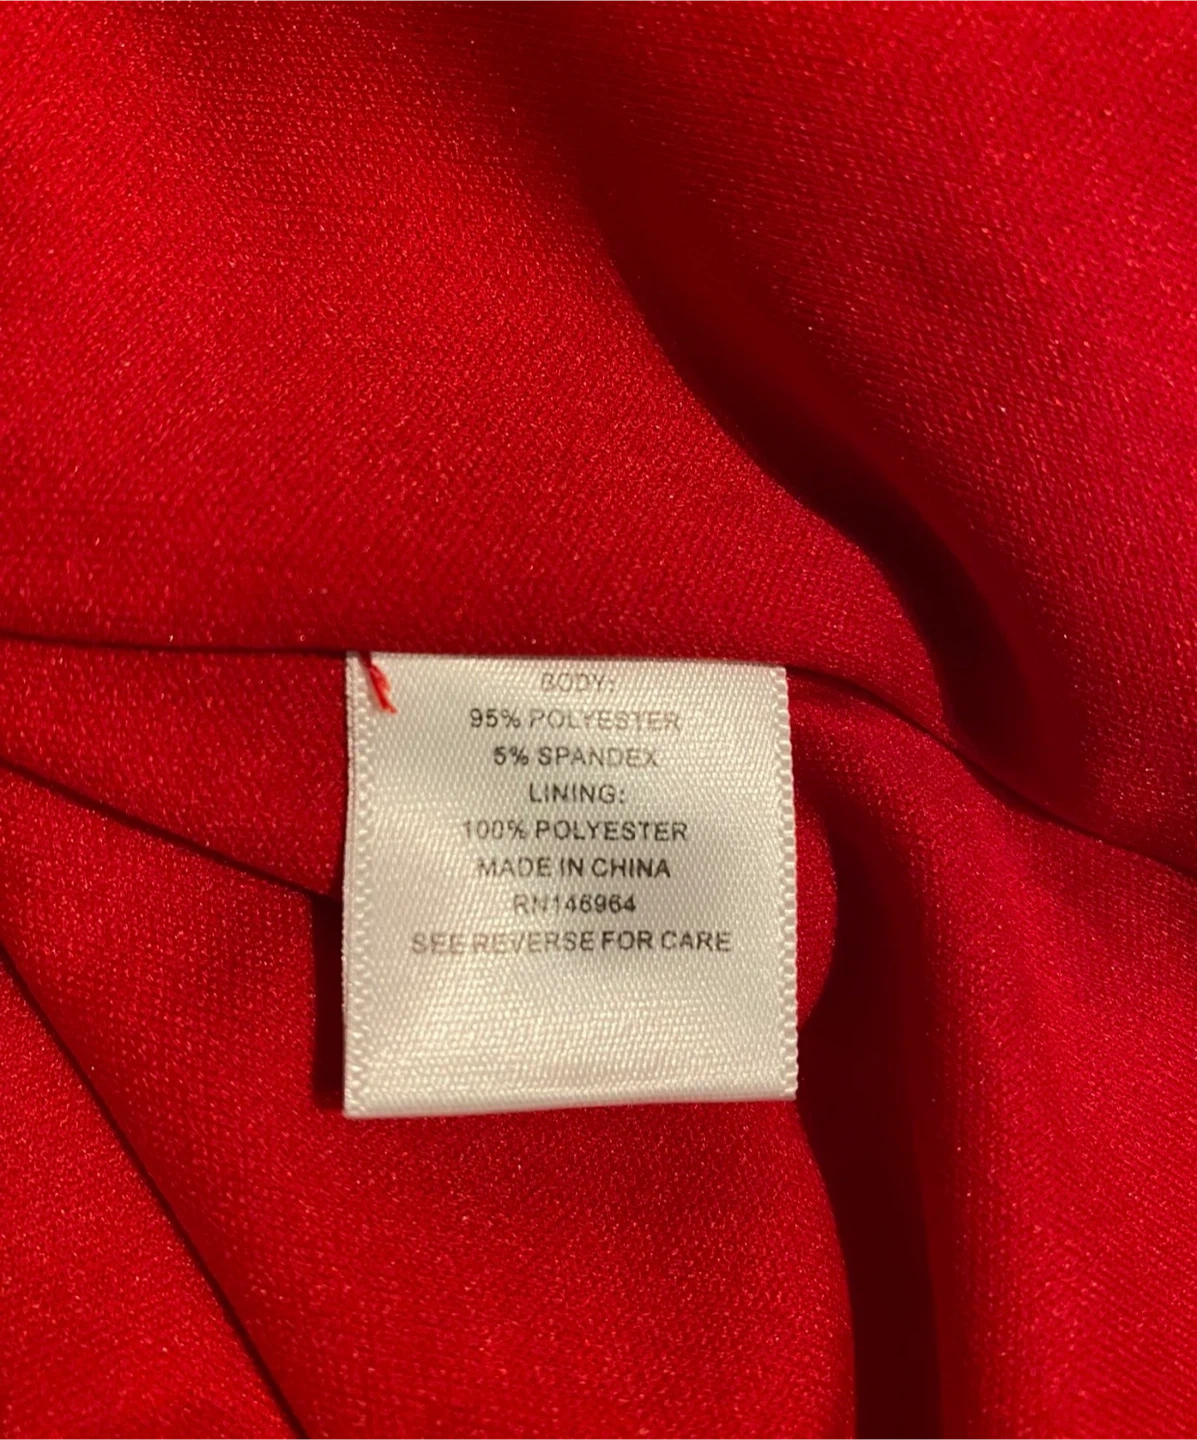 BODY:
95% POLYESTER
5% SPANDEX
LINING:
100% POLYESTER
MADE IN CHINA
RN146964
SEE REVERSE FOR CARE